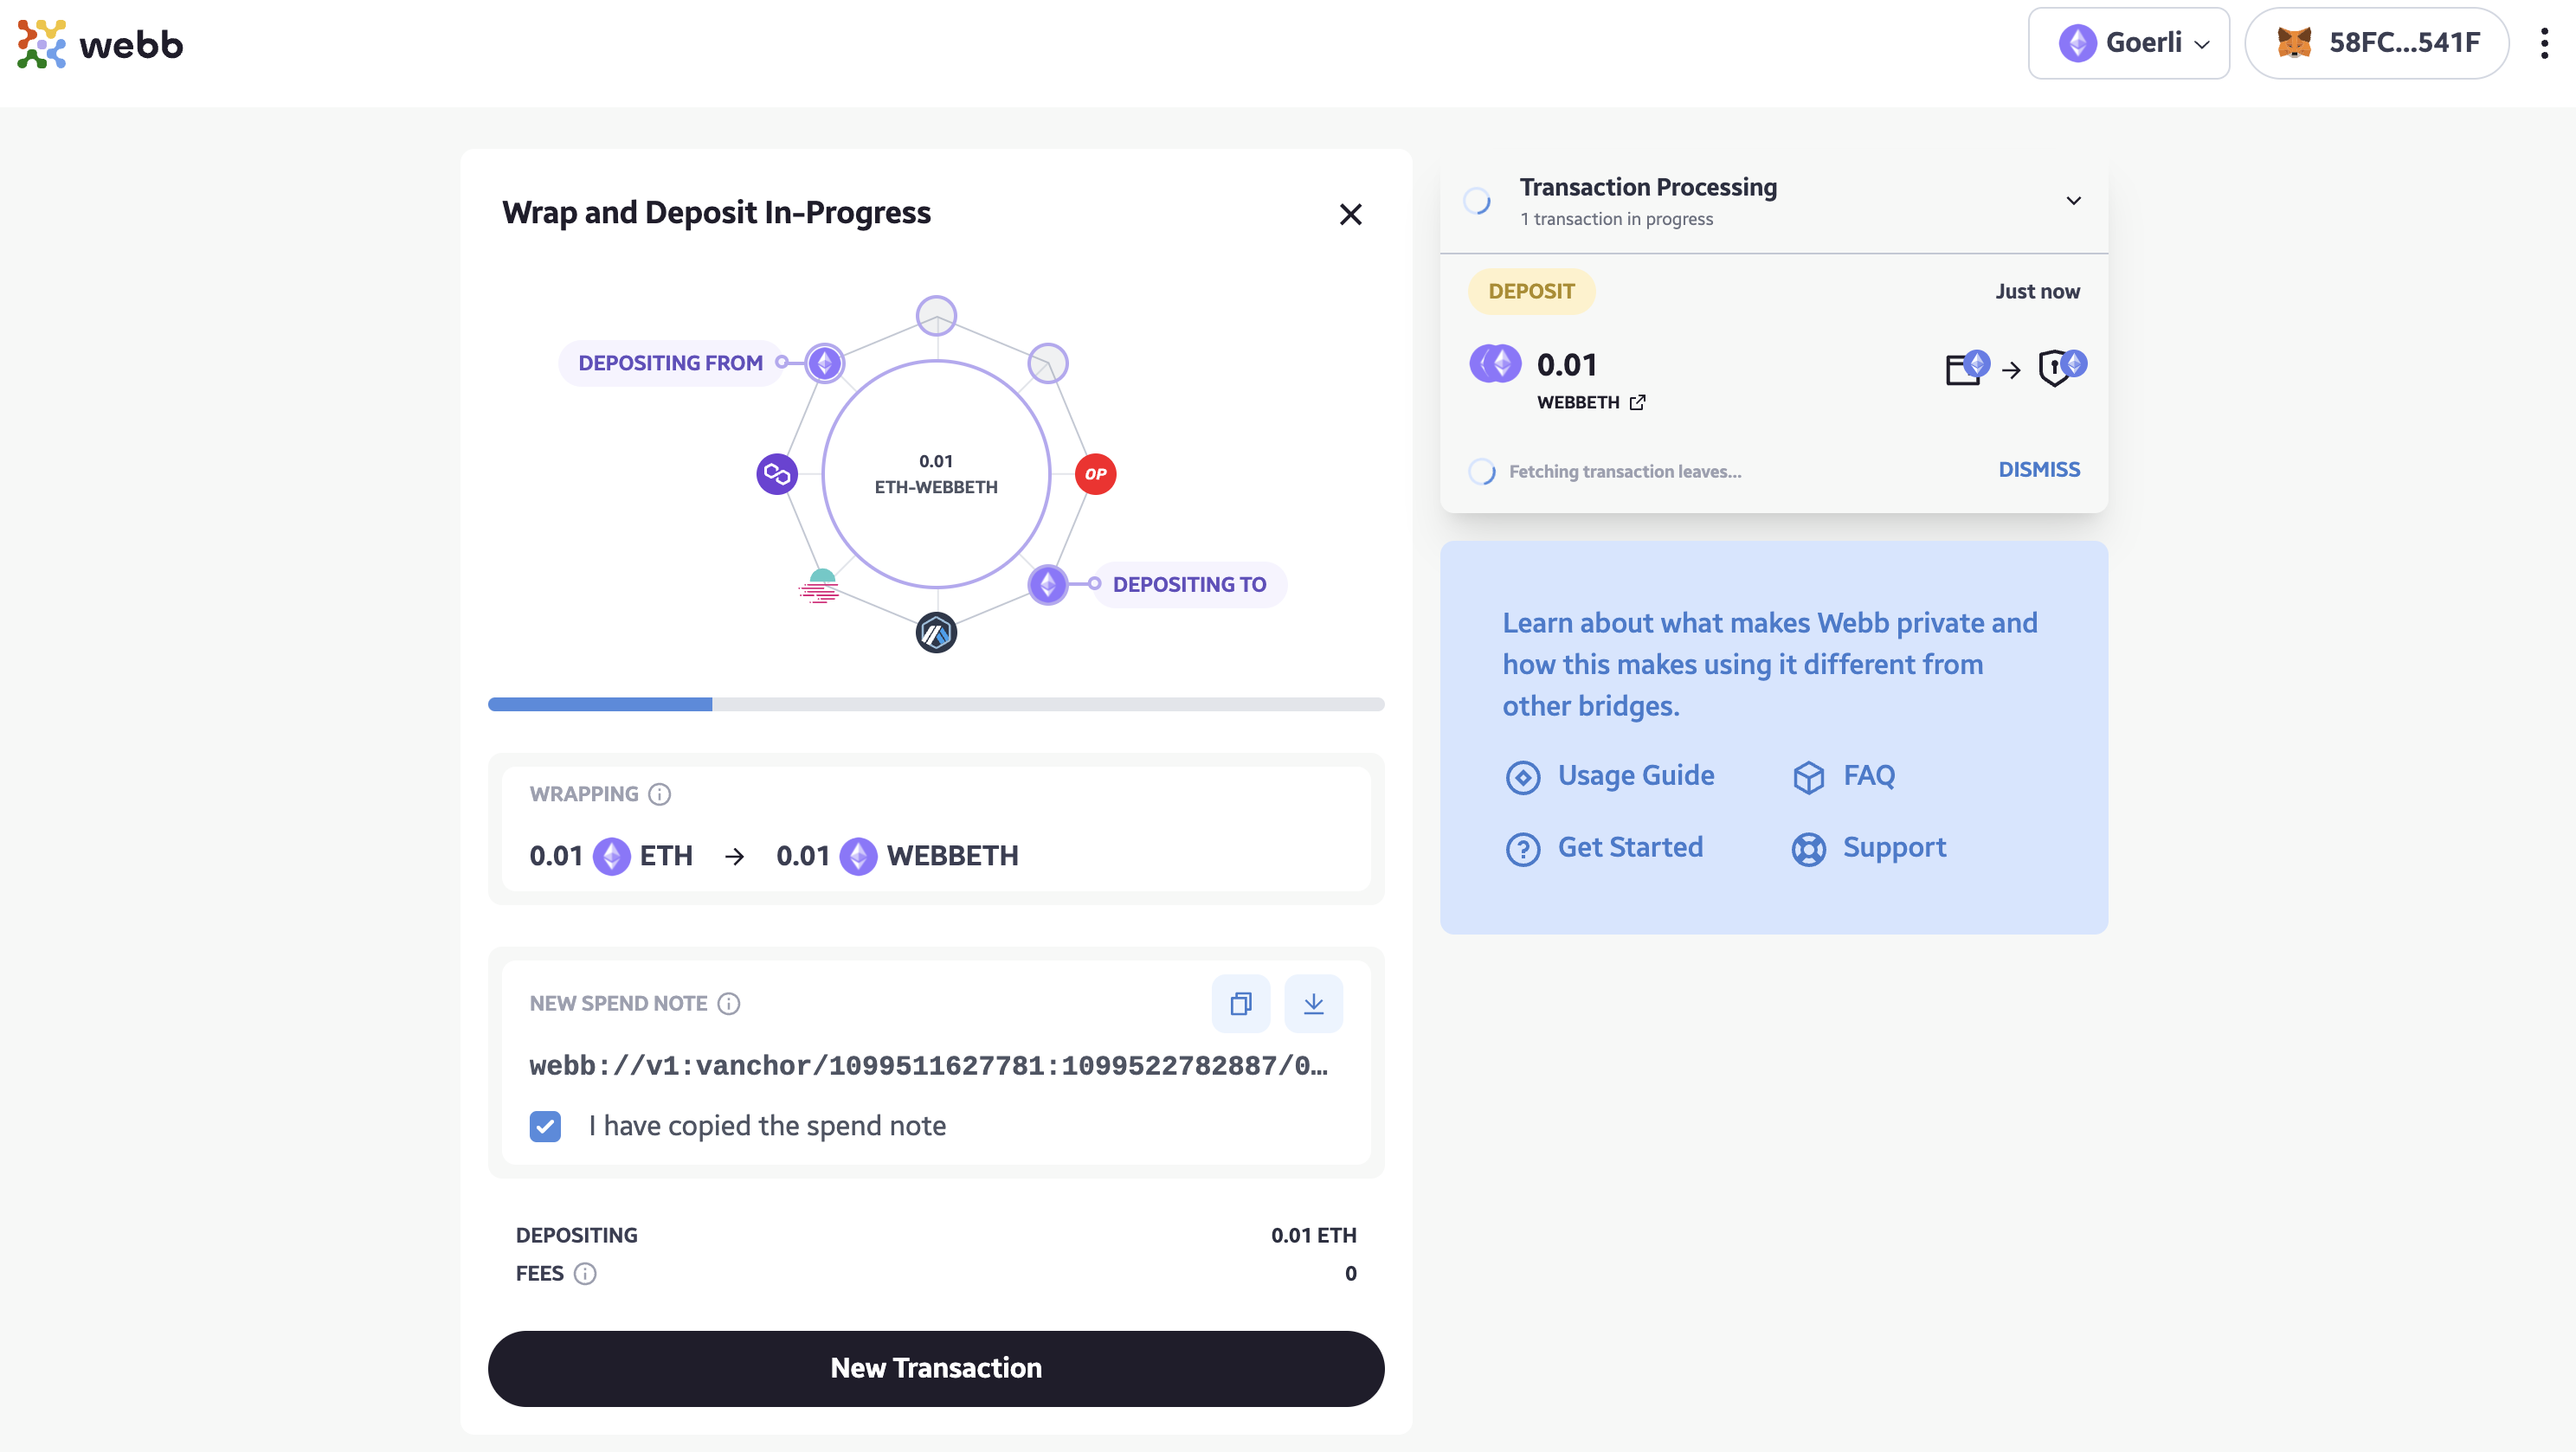 webb
Goerli
58FC...541F
Wrap and Deposit In-Progress
DEPOSITING FROM
OP
0.01
ETH-WEBBETH
DEPOSITING TO
WRAPPING
0.01 ETH → 0.01 WEBBETH
NEW SPEND NOTE
webb://v1:vanchor/1099511627781:1099522782887/0…
I have copied the spend note
DEPOSITING 0.01 ETH
FEES 0
New Transaction
Transaction Processing
1 transaction in progress
DEPOSIT
Just now
0.01
WEBBETH
Fetching transaction leaves...
DISMISS
Learn about what makes Webb private and
how this makes using it different from
other bridges.
Usage Guide
FAQ
Get Started
Support